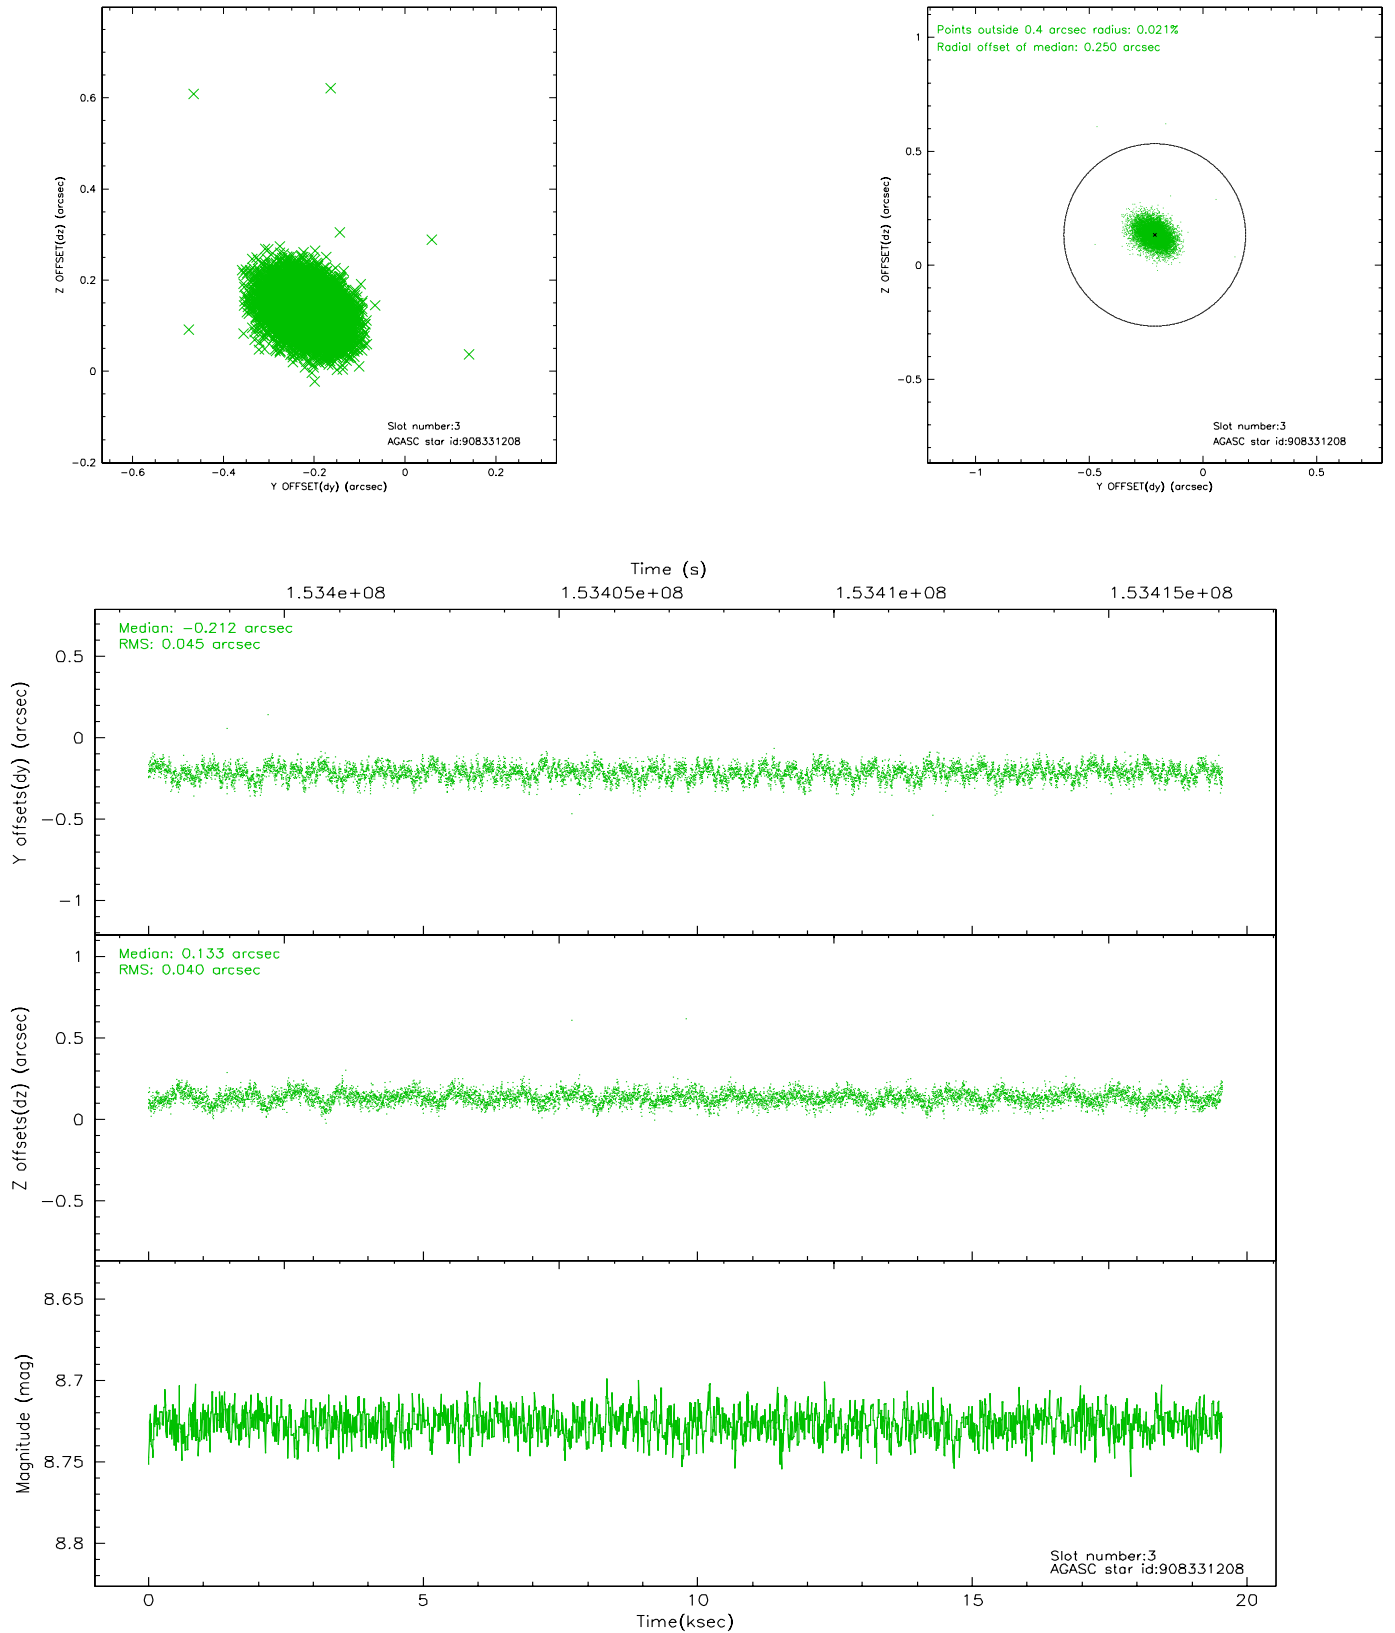 0.6
0.4
0.2
0
-0.2
-0.6
-0.4
-0.2
0
0.2
Z OFFSET(dz) (arcsec)
Y OFFSET(dy) (arcsec)
Slot number:3
AGASC star id:908331208
Points outside 0.4 arcsec radius: 0.021%
Radial offset of median: 0.250 arcsec
1
0.5
0
-0.5
-1
-0.5
0
0.5
Z OFFSET(dz) (arcsec)
Y OFFSET(dy) (arcsec)
Slot number:3
AGASC star id:908331208
Time (s)
1.534e+08
1.53405e+08
1.5341e+08
1.53415e+08
Median: -0.212 arcsec
RMS: 0.045 arcsec
0.5
0
-0.5
-1
Y offsets(dy) (arcsec)
Median: 0.133 arcsec
RMS: 0.040 arcsec
1
0.5
0
-0.5
Z offsets(dz) (arcsec)
8.65
8.7
8.75
8.8
Magnitude (mag)
Slot number:3
AGASC star id:908331208
0
5
10
15
20
Time(ksec)